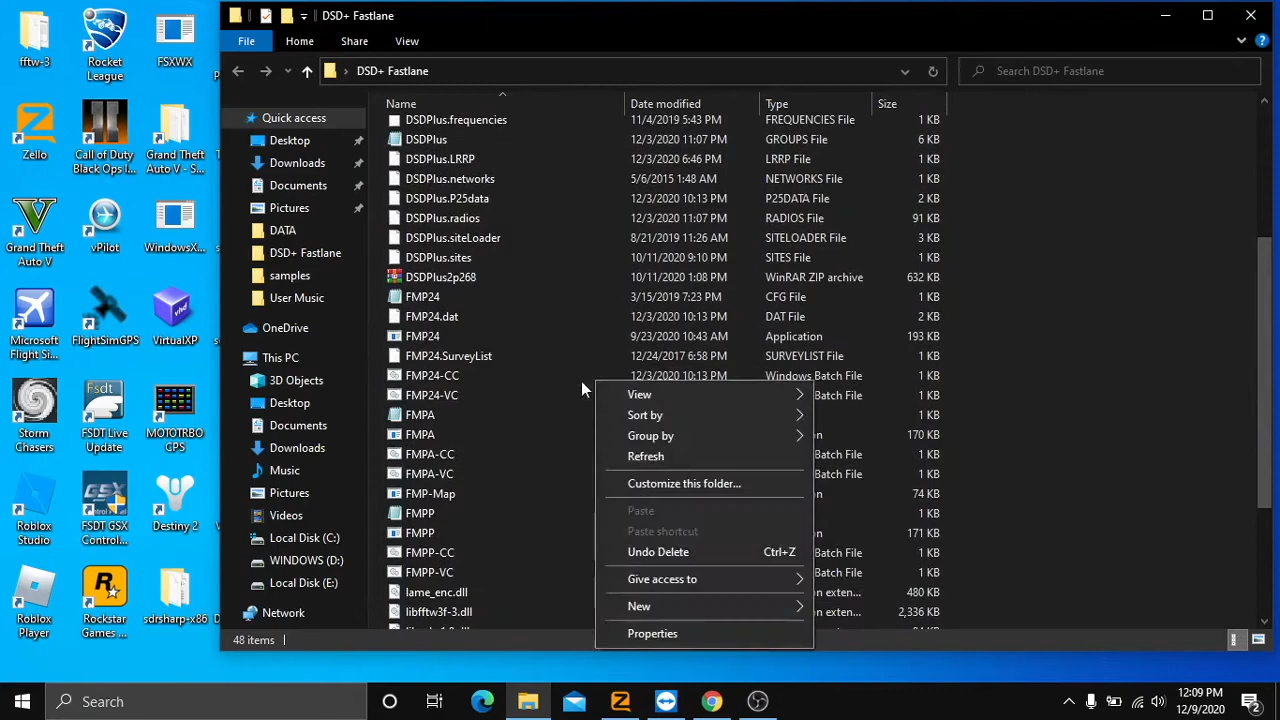 fftw-3
Rocket League
FSXWX
Zello
Call of Duty Black Ops I...
Grand Theft Auto V - S...
Grand Theft Auto V
vPilot
WindowsX...
Microsoft Flight Si...
FlightSimGPS
VirtualXP
Storm Chasers
FSDT Live Update
MOTOTRBO CPS
Roblox Studio
FSDT GSX Control...
Destiny 2
Roblox Player
Rockstar Games ...
sdrsharp-x86
DSD+ Fastlane
File Home Share View
DSD+ Fastlane
Search DSD+ Fastlane
Quick access
Desktop
Downloads
Documents
Pictures
DATA
DSD+ Fastlane
samples
User Music
OneDrive
This PC
3D Objects
Desktop
Documents
Downloads
Music
Pictures
Videos
Local Disk (C:)
WINDOWS (D:)
Local Disk (E:)
Network
Name Date modified Type Size
DSDPlus.frequencies 11/4/2019 5:43 PM FREQUENCIES File 1 KB
DSDPlus 12/3/2020 11:07 PM GROUPS File 6 KB
DSDPlus.LRRP 12/3/2020 6:46 PM LRRP File 1 KB
DSDPlus.networks 5/6/2015 1:48 AM NETWORKS File 1 KB
DSDPlus.P25data 12/3/2020 10:13 PM P25DATA File 2 KB
DSDPlus.radios 12/3/2020 11:07 PM RADIOS File 91 KB
DSDPlus.siteLoader 8/21/2019 11:26 AM SITELOADER File 3 KB
DSDPlus.sites 10/11/2020 9:10 PM SITES File 1 KB
DSDPlus2p268 10/11/2020 1:08 PM WinRAR ZIP archive 632 KB
FMP24 3/15/2019 7:23 PM CFG File 1 KB
FMP24.dat 12/3/2020 10:13 PM DAT File 2 KB
FMP24 9/23/2020 10:43 AM Application 193 KB
FMP24.SurveyList 12/24/2017 6:58 PM SURVEYLIST File 1 KB
FMP24-CC 12/3/2020 10:13 PM Windows Batch File 1 KB
FMP24-VC Batch File 1 KB
FMPA 1 KB
FMPA on 170 KB
FMPA-CC Batch File 1 KB
FMPA-VC Batch File 1 KB
FMP-Map on 74 KB
FMPP 1 KB
FMPP on 171 KB
FMPP-CC Batch File 1 KB
FMPP-VC Batch File 1 KB
lame_enc.dll exten... 480 KB
libfftw3f-3.dll exten... 2,336 KB
View
Sort by
Group by
Refresh
Customize this folder...
Paste
Paste shortcut
Undo Delete Ctrl+Z
Give access to
New
Properties
48 items
Search
12:09 PM
12/9/2020
2